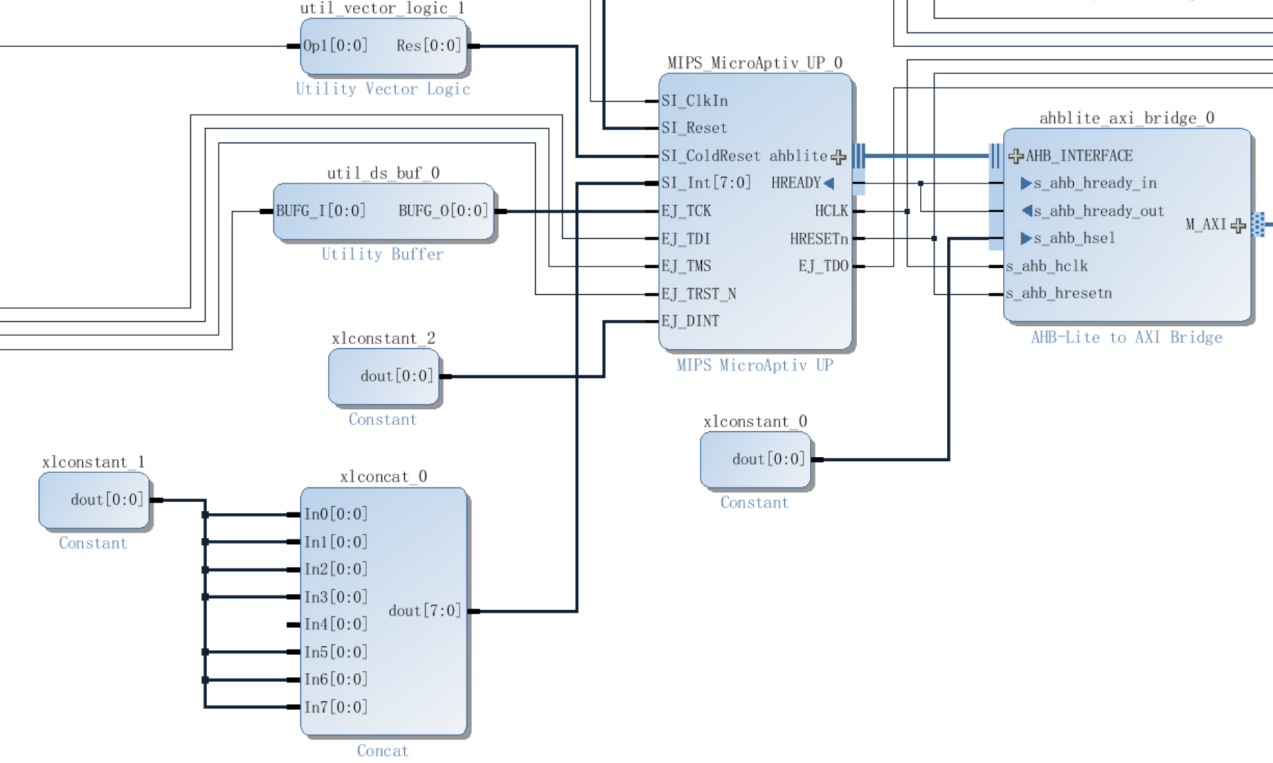 util_vector_logic_1
Op1[0:0] Res[0:0]
Utility Vector Logic
util_ds_buf_0
BUFG_I[0:0] BUFG_O[0:0]
Utility Buffer
xlconstant_2
dout[0:0]
Constant
xlconstant_1
dout[0:0]
Constant
xlconcat_0
In0[0:0]
In1[0:0]
In2[0:0]
In3[0:0]
dout[7:0]
In4[0:0]
In5[0:0]
In6[0:0]
In7[0:0]
Concat
MIPS_MicroAptiv_UP_0
SI_ClkIn
SI_Reset
SI_ColdReset ahblite
SI_Int[7:0] HREADY
EJ_TCK HCLK
EJ_TDI HRESETn
EJ_TMS EJ_TDO
EJ_TRST_N
EJ_DINT
MIPS MicroAptiv UP
xlconstant_0
dout[0:0]
Constant
ahblite_axi_bridge_0
AHB_INTERFACE
s_ahb_hready_in
s_ahb_hready_out
M_AXI
s_ahb_hsel
s_ahb_hclk
s_ahb_hresetn
AHB-Lite to AXI Bridge